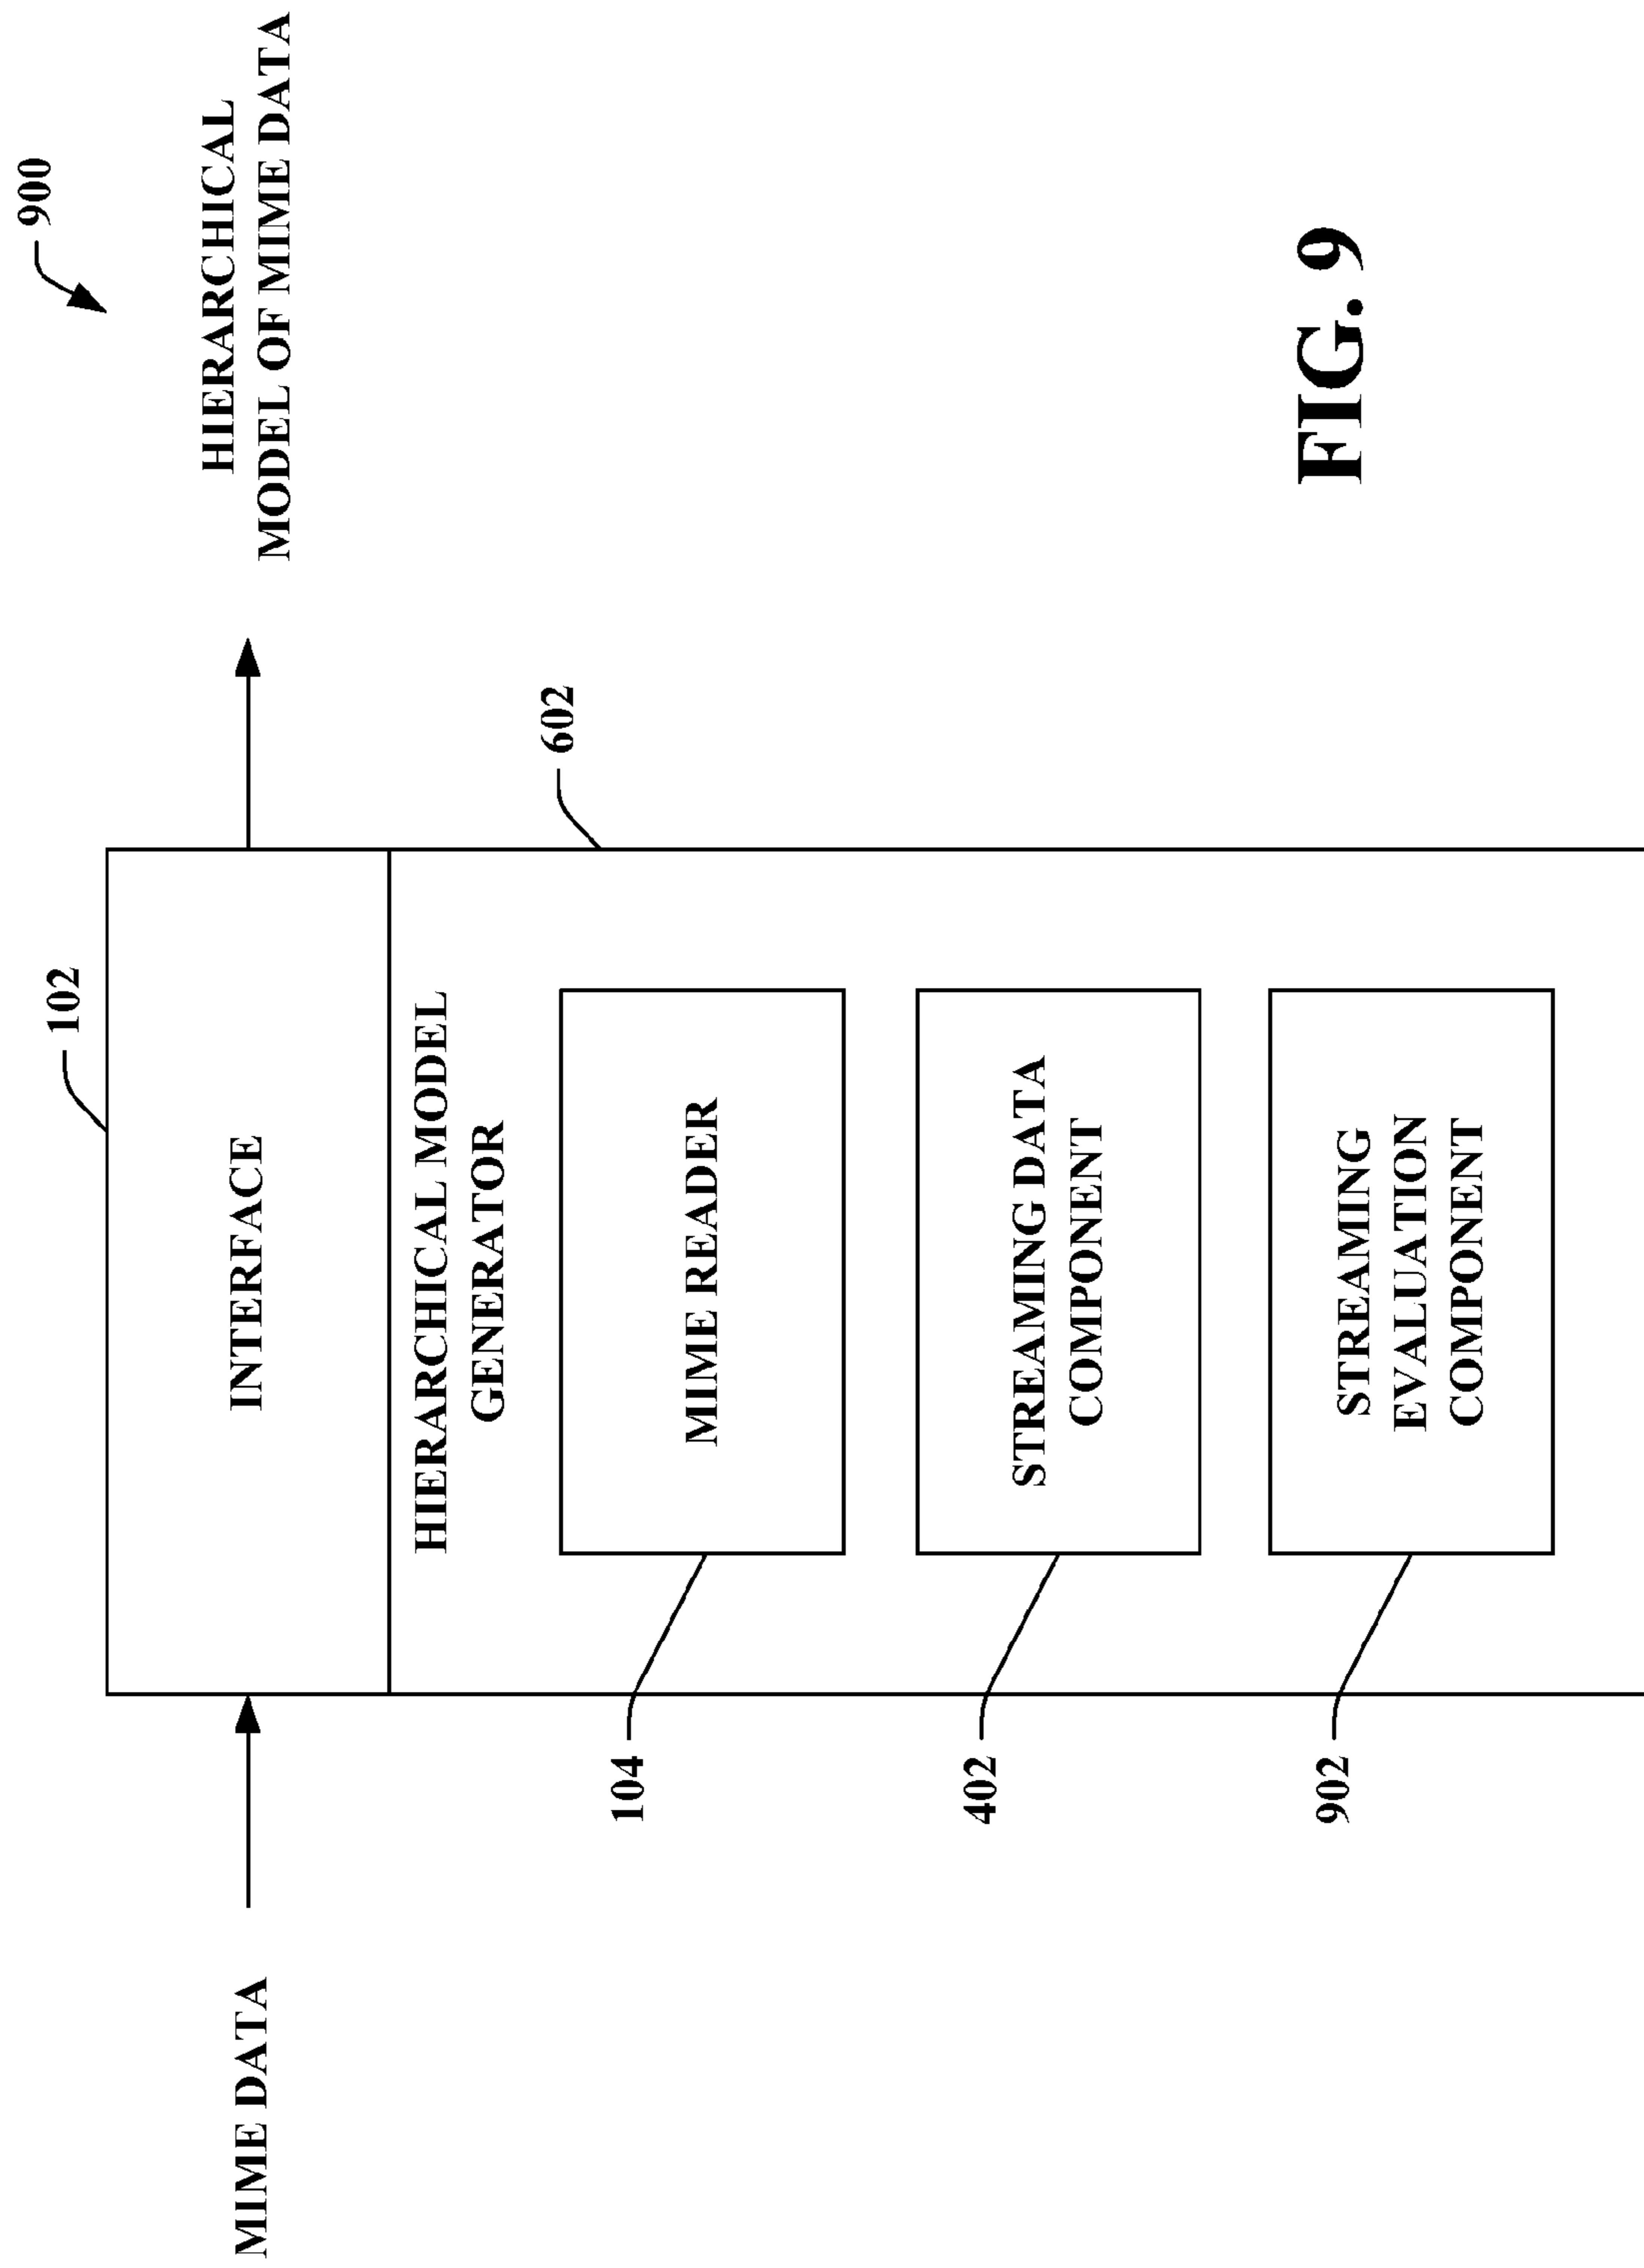 900
102
MIME DATA
INTERFACE
HIERARCHICAL
MODEL OF MIME DATA
HIERARCHICAL MODEL
GENERATOR
602
104
MIME READER
402
STREAMING DATA
COMPONENT
902
STREAMING
EVALUATION
COMPONENT
FIG. 9